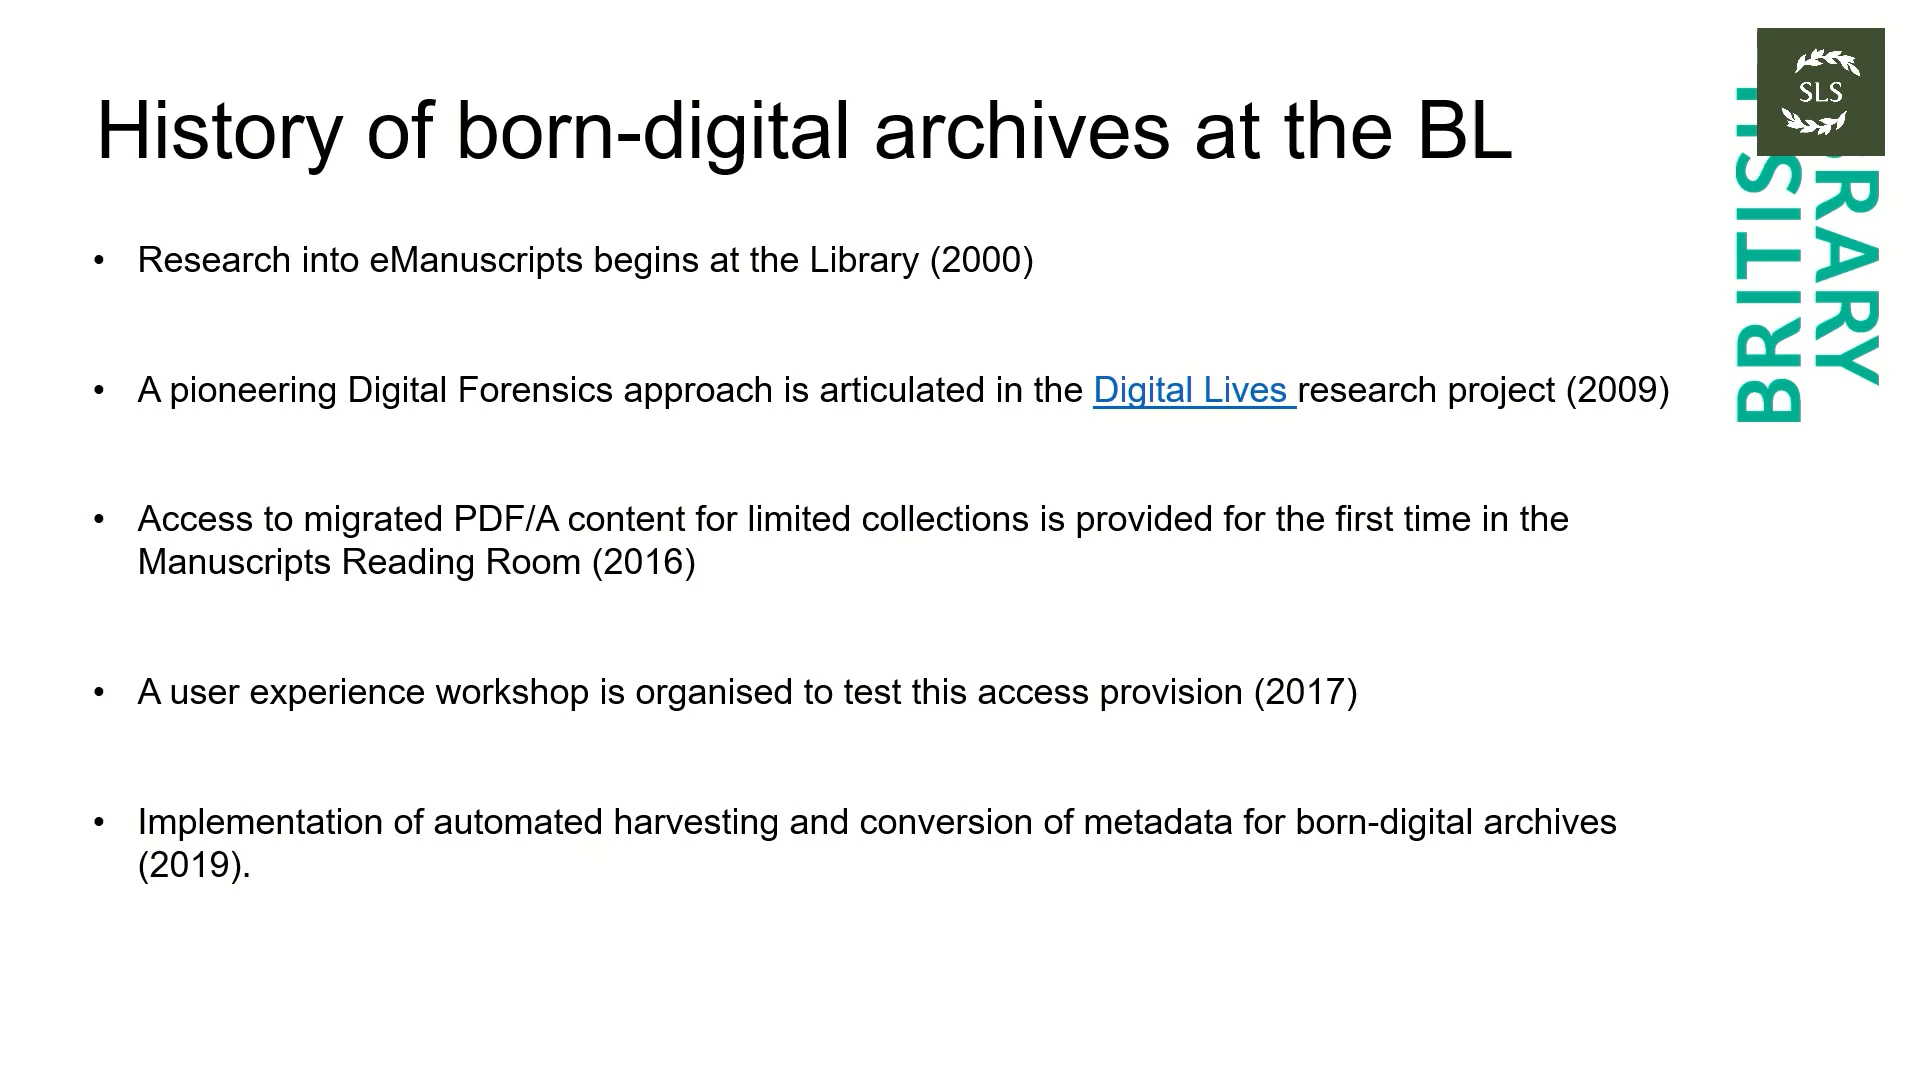 History of born-digital archives at the BL
• Research into eManuscripts begins at the Library (2000)
• A pioneering Digital Forensics approach is articulated in the Digital Lives research project (2009)
• Access to migrated PDF/A content for limited collections is provided for the first time in the
Manuscripts Reading Room (2016)
• A user experience workshop is organised to test this access provision (2017)
• Implementation of automated harvesting and conversion of metadata for born-digital archives
(2019).
SLS